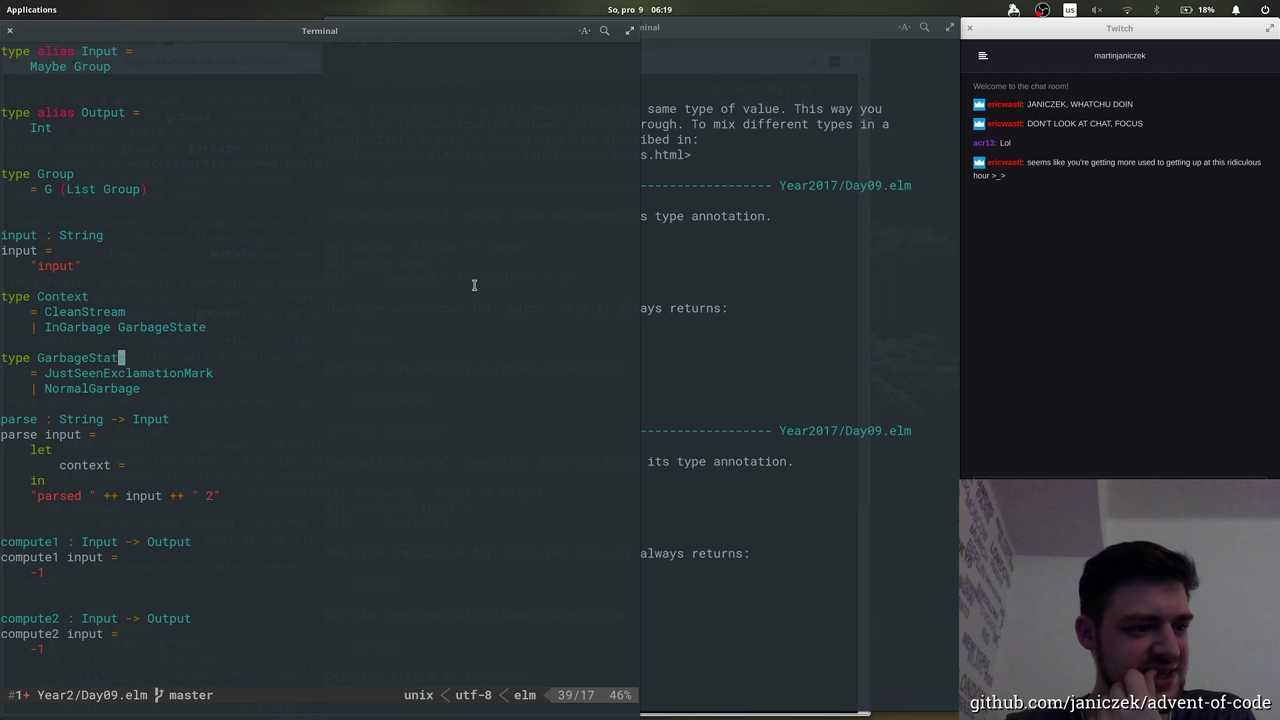 Applications
So, pro 9 06:19
us
18%
Terminal
minal
Twitch
martinjaniczek
type alias Input =
Maybe Group
type alias Output =
Int
type Group
= G (List Group)
input : String
input =
"input"
type Context
= CleanStream
| InGarbage GarbageState
type GarbageState
= JustSeenExclamationMark
| NormalGarbage
parse : String -> Input
parse input =
let
context =
in
"parsed " ++ input ++ " 2"
compute1 : Input -> Output
compute1 input =
-1
compute2 : Input -> Output
compute2 input =
-1
#1+ Year2/Day09.elm master unix utf-8 elm 39/17 46%
same type of value. This way you
rough. To mix different types in a
ribed in:
es.html>
----------------- Year2017/Day09.elm
s type annotation.
ays returns:
----------------- Year2017/Day09.elm
its type annotation.
always returns:
Welcome to the chat room!
ericwastl: JANICZEK, WHATCHU DOIN
ericwastl: DON'T LOOK AT CHAT, FOCUS
acr13: Lol
ericwastl: seems like you're getting more used to getting up at this ridiculous
hour >_>
github.com/janiczek/advent-of-code